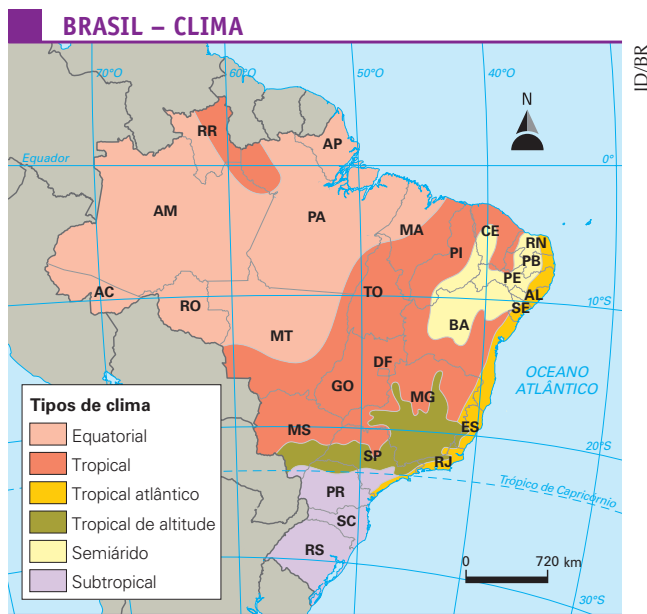 BRASIL – CLIMA
ID/BR
70°O
60°O
50°O
40°O
N
Equador
0°
RR
AP
AM
PA
MA
CE
RN
PB
PI
PE
AL
SE
AC
RO
TO
10°S
MT
BA
DF
GO
MG
OCEANO
ATLÂNTICO
MS
ES
20°S
SP
RJ
Trópico de Capricórnio
PR
SC
RS
30°S
0 720 km
Tipos de clima
Equatorial
Tropical
Tropical atlântico
Tropical de altitude
Semiárido
Subtropical